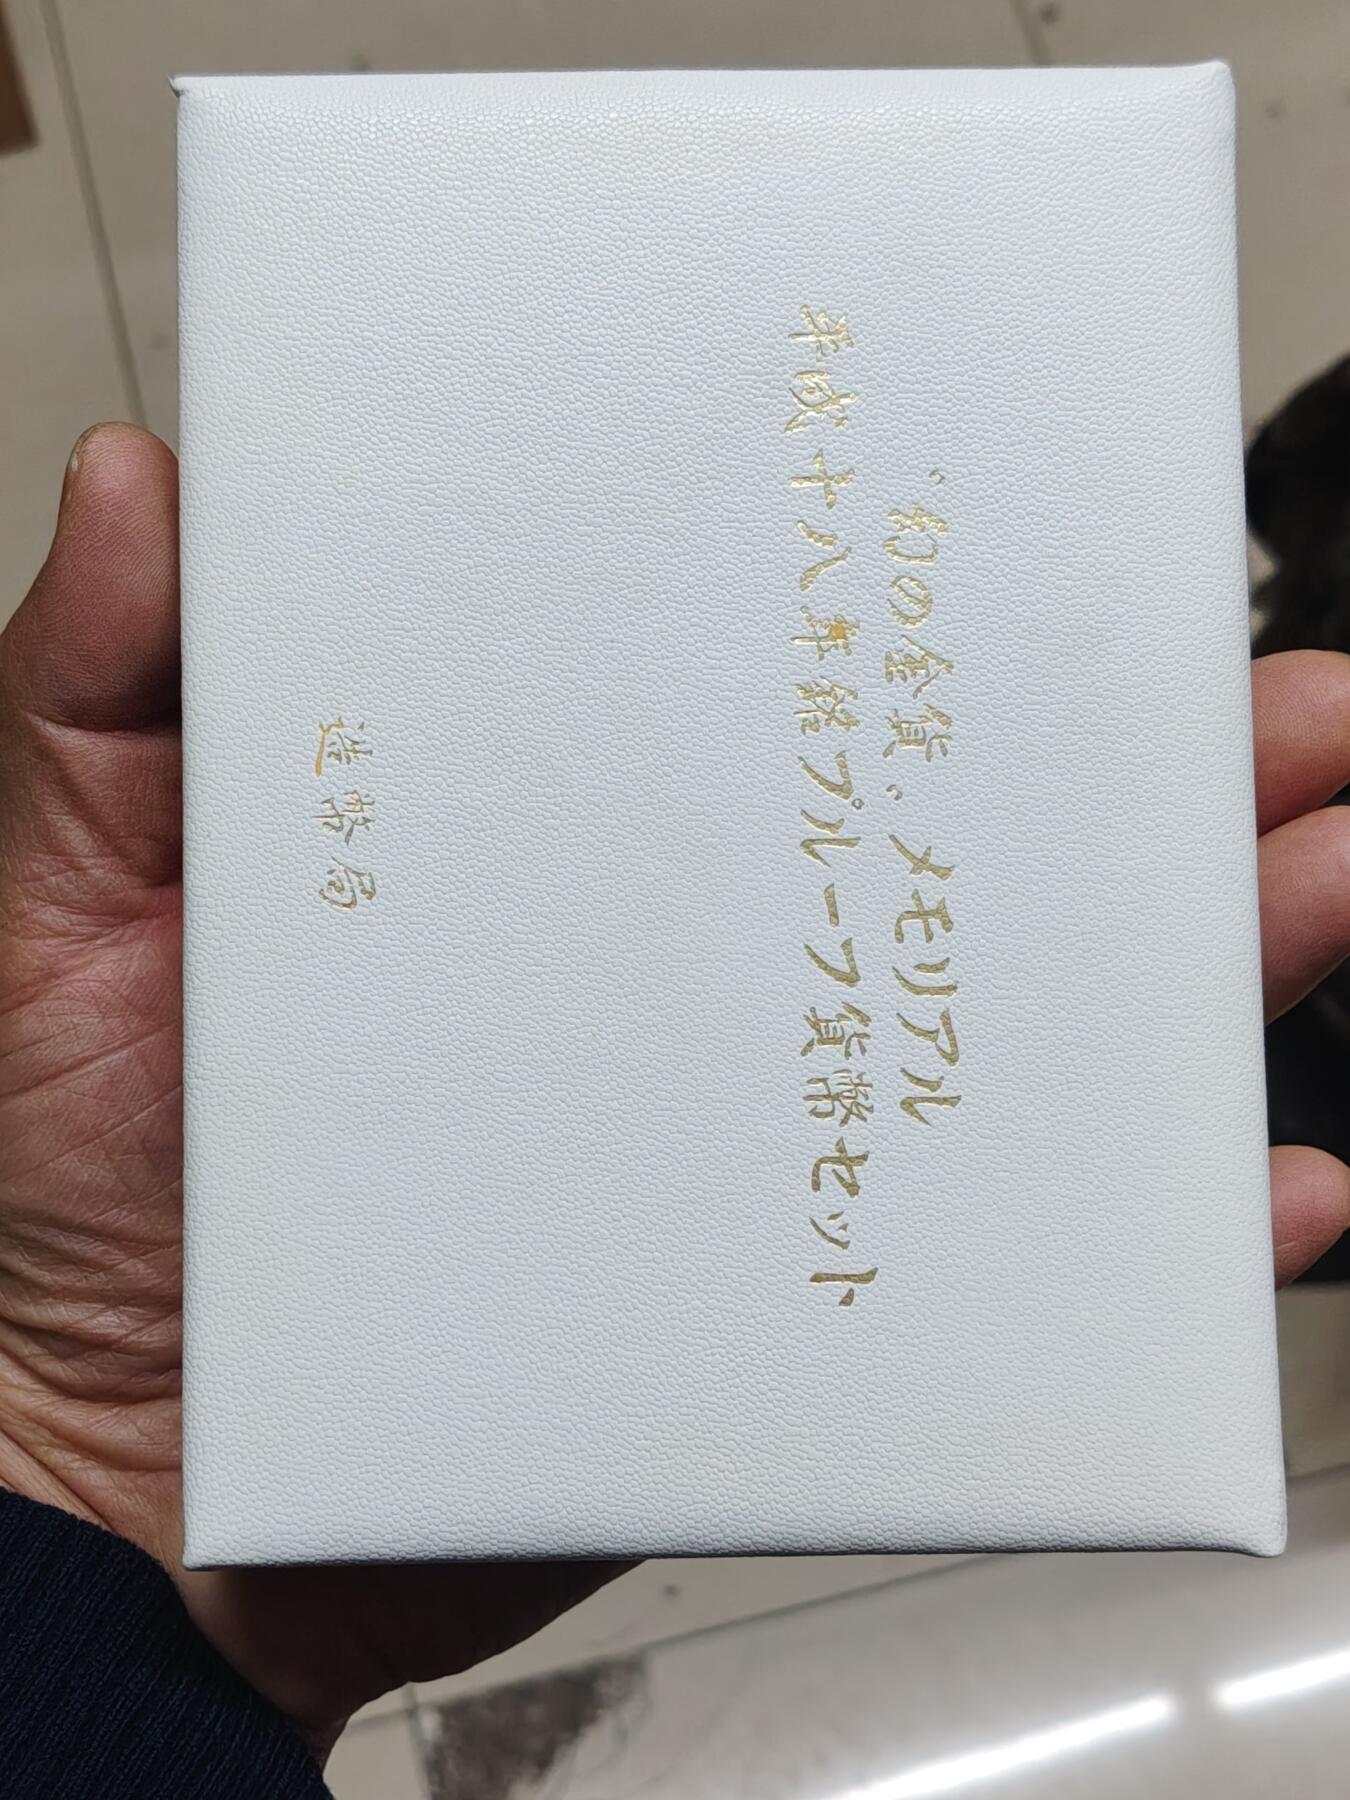 “幻の金貨”メモリアル
平成十八年銘プルーフ貨幣セット
造幣局